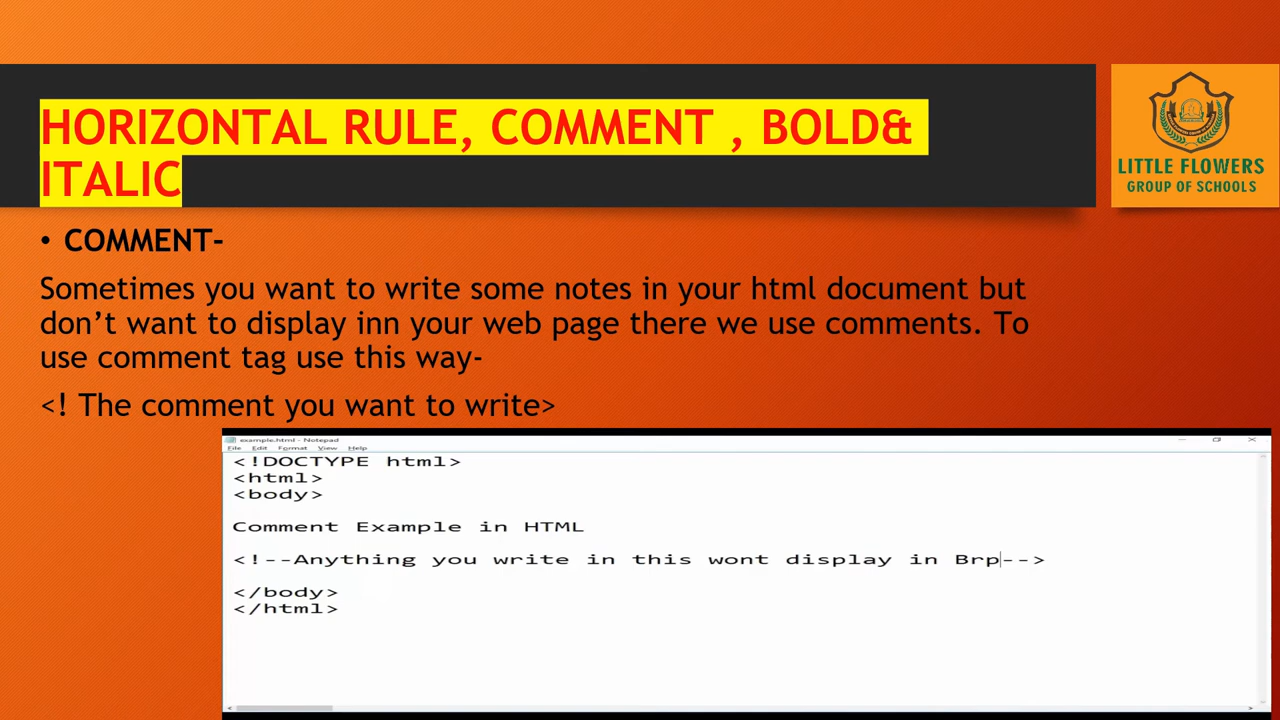 HORIZONTAL RULE, COMMENT , BOLD&
ITALIC
LITTLE FLOWERS
GROUP OF SCHOOLS
• COMMENT-
Sometimes you want to write some notes in your html document but
don’t want to display inn your web page there we use comments. To
use comment tag use this way-
<! The comment you want to write>
example.html - Notepad
File Edit Format View Help
<!DOCTYPE html>
<html>
<body>
Comment Example in HTML
<!--Anything you write in this wont display in Brp-->
</body>
</html>